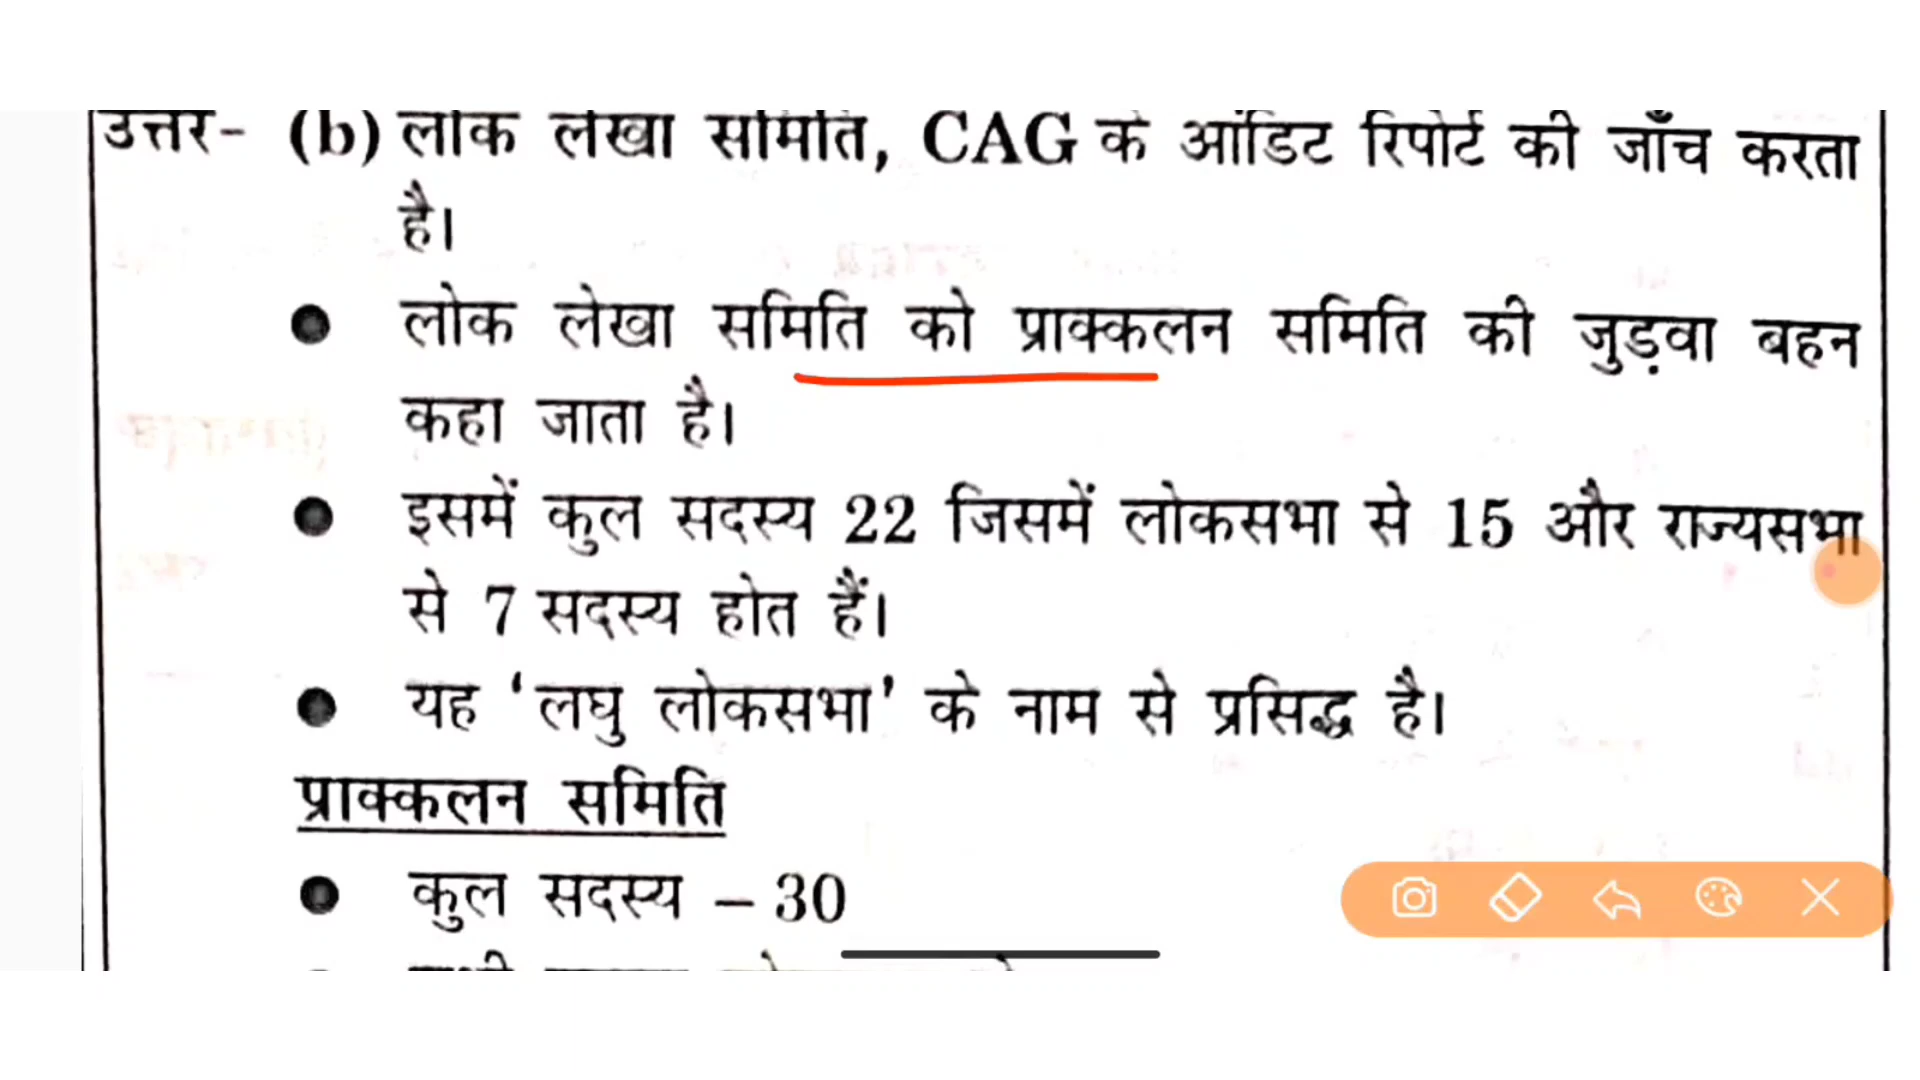 उत्तर- (b) लोक लेखा समिति, CAG के ऑडिट रिपोर्ट की जाँच करता
है।
● लोक लेखा समिति को प्राक्कलन समिति की जुड़वा बहन
कहा जाता है।
● इसमें कुल सदस्य 22 जिसमें लोकसभा से 15 और राज्यसभा
से 7 सदस्य होत हैं।
● यह ‘लघु लोकसभा’ के नाम से प्रसिद्ध है।
प्राक्कलन समिति
● कुल सदस्य – 30